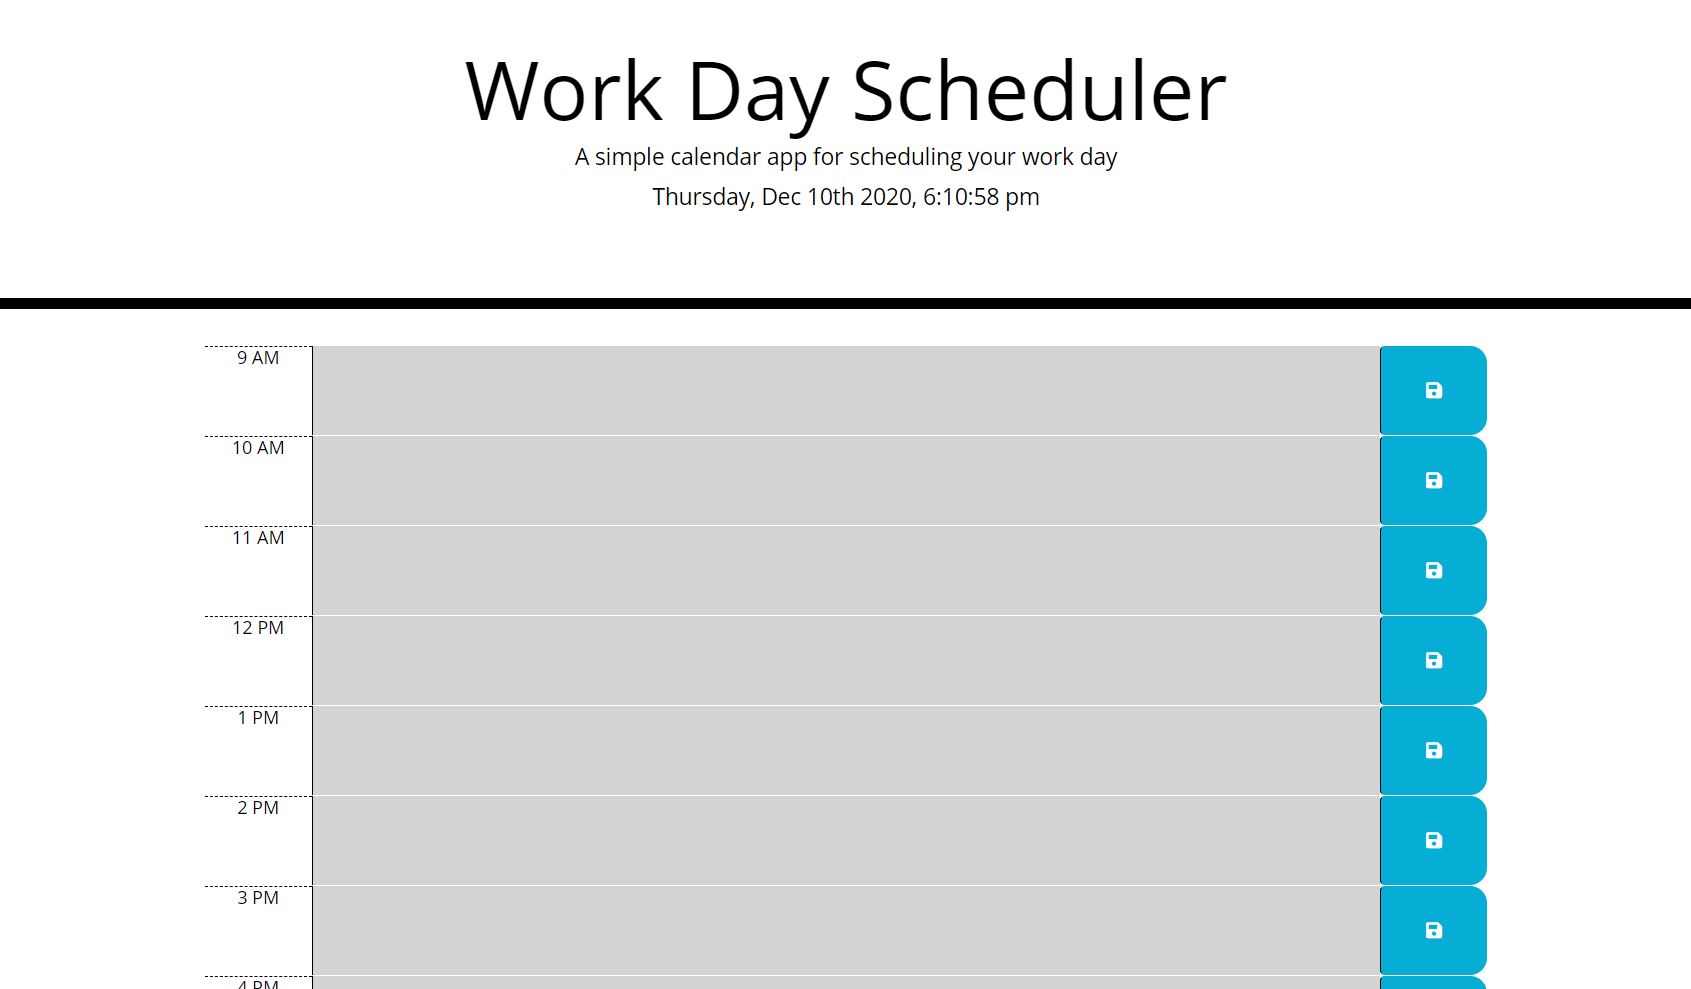 Work Day Scheduler
A simple calendar app for scheduling your work day
Thursday, Dec 10th 2020, 6:10:58 pm
9 AM
10 AM
11 AM
12 PM
1 PM
2 PM
3 PM
4 PM